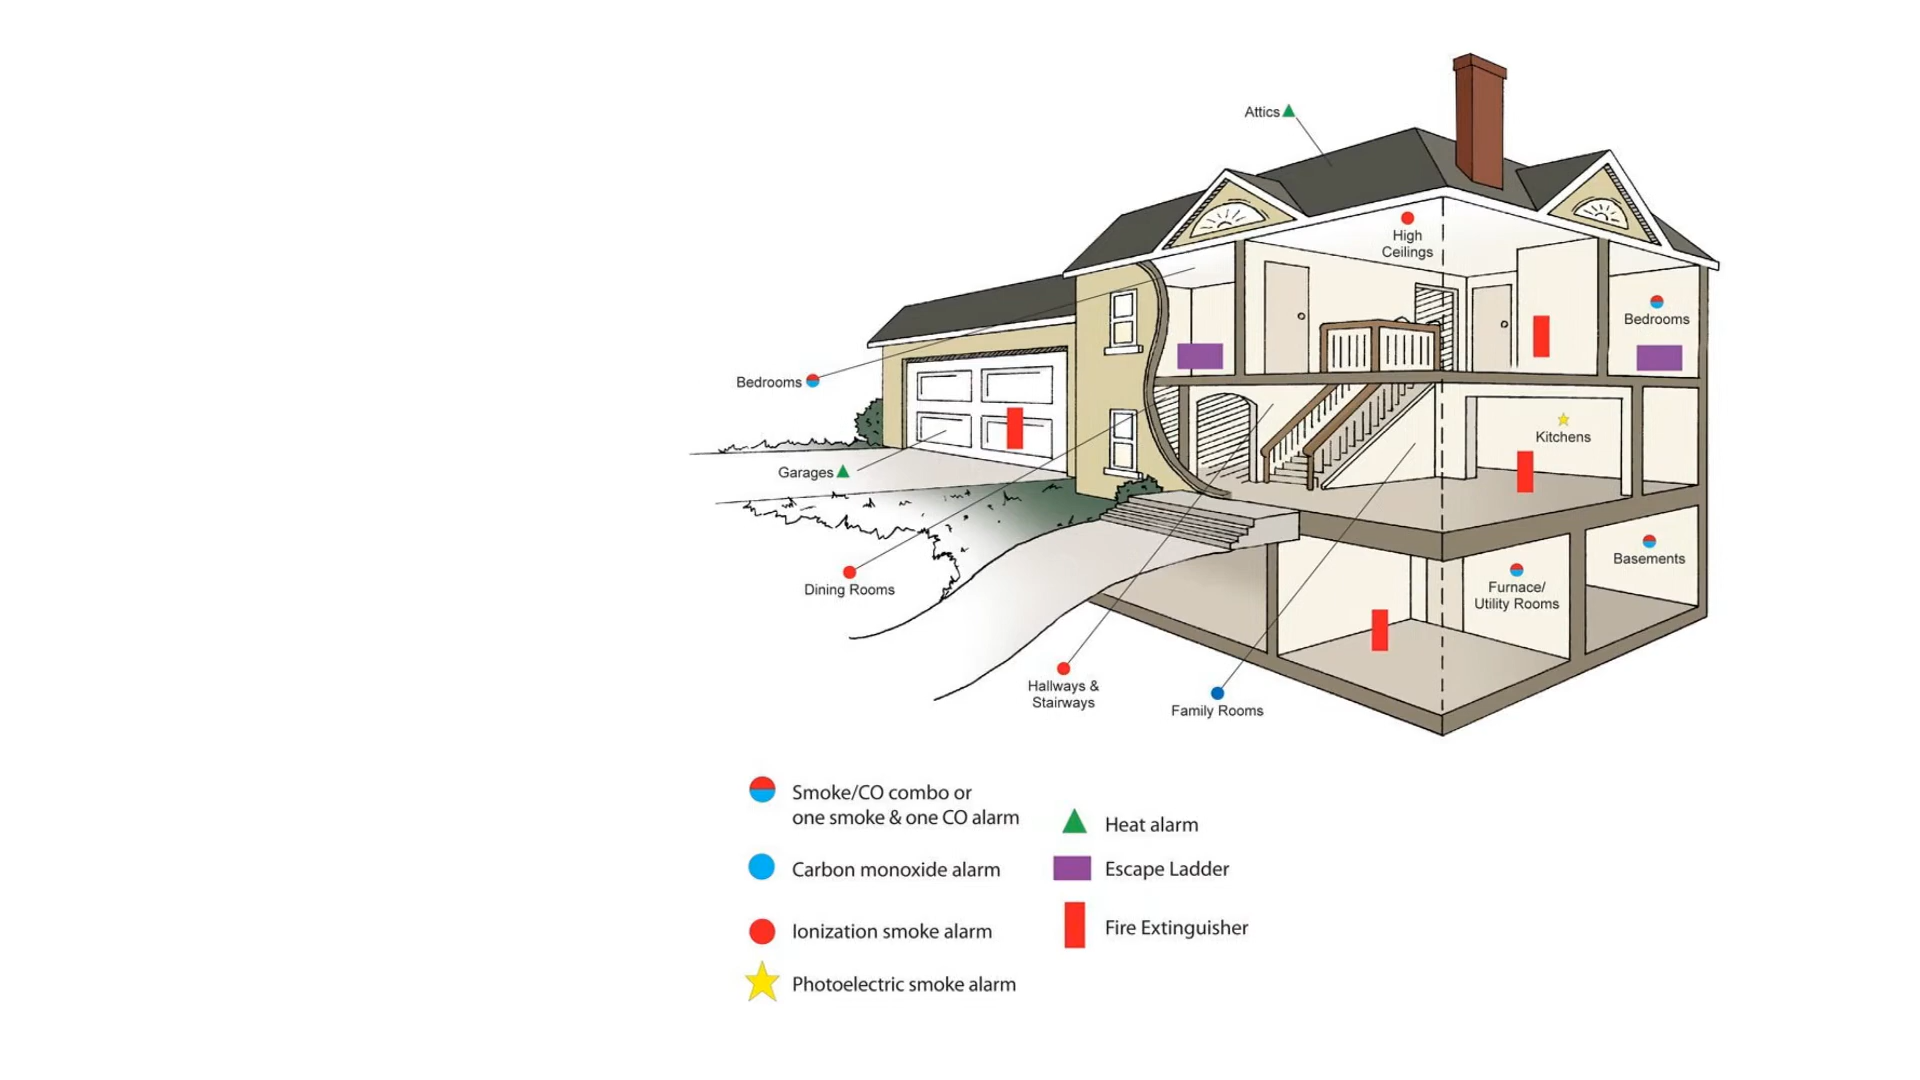 Attics
High
Ceilings
Bedrooms
Bedrooms
Kitchens
Garages
Basements
Dining Rooms
Furnace/
Utility Rooms
Hallways &
Stairways
Family Rooms
Smoke/CO combo or
one smoke & one CO alarm
Carbon monoxide alarm
Ionization smoke alarm
Photoelectric smoke alarm
Heat alarm
Escape Ladder
Fire Extinguisher